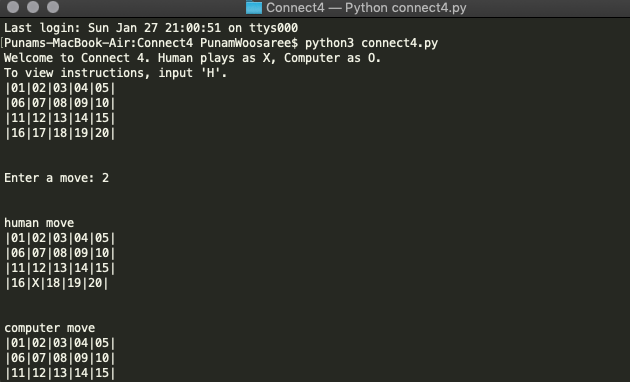 Connect4 — Python connect4.py
Last login: Sun Jan 27 21:00:51 on ttys000
[Punams-MacBook-Air:Connect4 PunamWoosaree$ python3 connect4.py
Welcome to Connect 4. Human plays as X, Computer as O.
To view instructions, input 'H'.
|01|02|03|04|05|
|06|07|08|09|10|
|11|12|13|14|15|
|16|17|18|19|20|
Enter a move: 2
human move
|01|02|03|04|05|
|06|07|08|09|10|
|11|12|13|14|15|
|16|X|18|19|20|
computer move
|01|02|03|04|05|
|06|07|08|09|10|
|11|12|13|14|15|